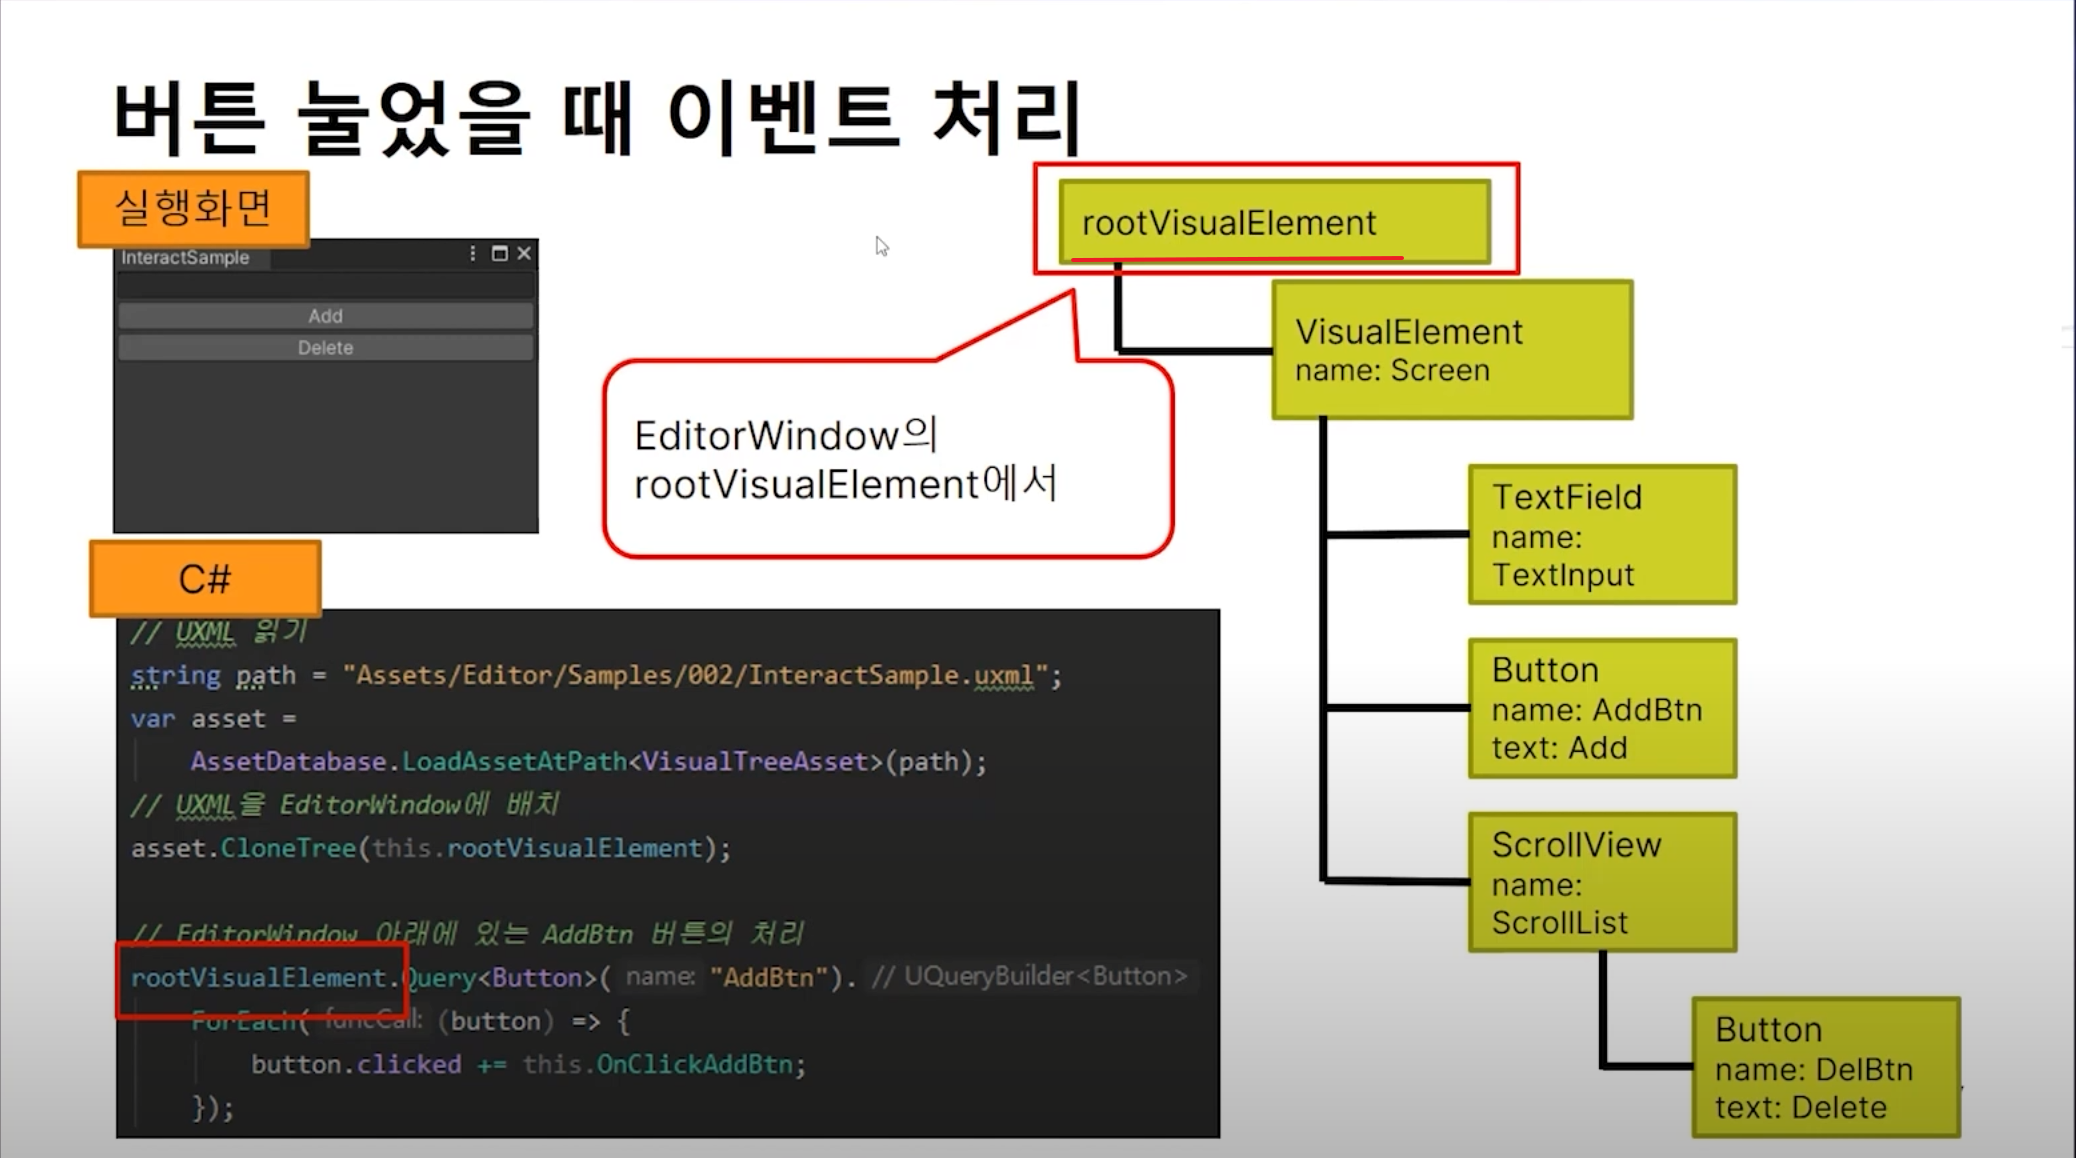 버튼 눌었을 때 이벤트 처리
실행화면
InteractSample
Add
Delete
rootVisualElement
VisualElement
name: Screen
EditorWindow의
rootVisualElement에서
TextField
name:
TextInput
Button
name: AddBtn
text: Add
ScrollView
name:
ScrollList
Button
name: DelBtn
text: Delete
C#
// UXML 읽기
string path = "Assets/Editor/Samples/002/InteractSample.uxml";
var asset =
AssetDatabase.LoadAssetAtPath<VisualTreeAsset>(path);
// UXML을 EditorWindow에 배치
asset.CloneTree(this.rootVisualElement);
// EditorWindow 아래에 있는 AddBtn 버튼의 처리
rootVisualElement.Query<Button>( name: "AddBtn"). // UQueryBuilder<Button>
ForEach( funcCall: (button) => {
button.clicked += this.OnClickAddBtn;
});